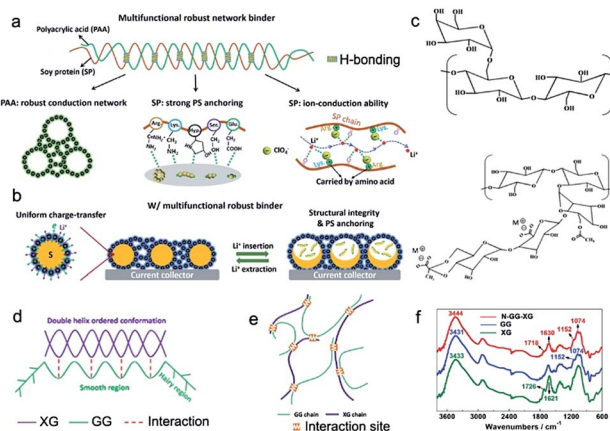 a
Multifunctional robust network binder
Polyacrylic acid (PAA)
Soy protein (SP)
H-bonding
PAA: robust conduction network
SP: strong PS anchoring
SP: ion-conduction ability
Arg Lys Hyp Ser Glu
ClO₄⁻
SP chain
Arg Lys
Li⁺
Li⁺
Lys Arg
Carried by amino acid
b
W/ multifunctional robust binder
Uniform charge-transfer
Li⁺
S
Current collector
Li⁺ insertion
Li⁺ extraction
Structural integrity
& PS anchoring
Current collector
c
d
Double helix ordered conformation
Smooth region
Hairy region
XG
GG
Interaction
e
GG chain
XG chain
Interaction site
f
N-GG-XG
GG
XG
3444
3431
3433
1718
1630
1152
1074
1152
1074
1726
1621
3600 3000 2400 1800 1200 600
Wavenumbers / cm⁻¹